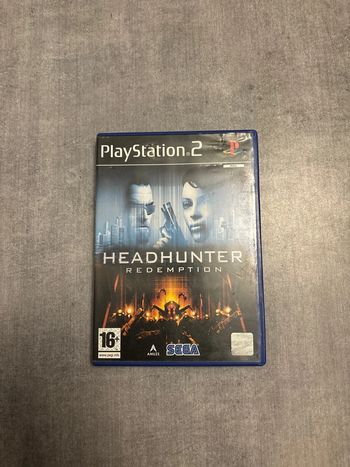 PlayStation 2
HEADHUNTER
REDEMPTION
16+
www.pegi.info
AMUZE
SEGA